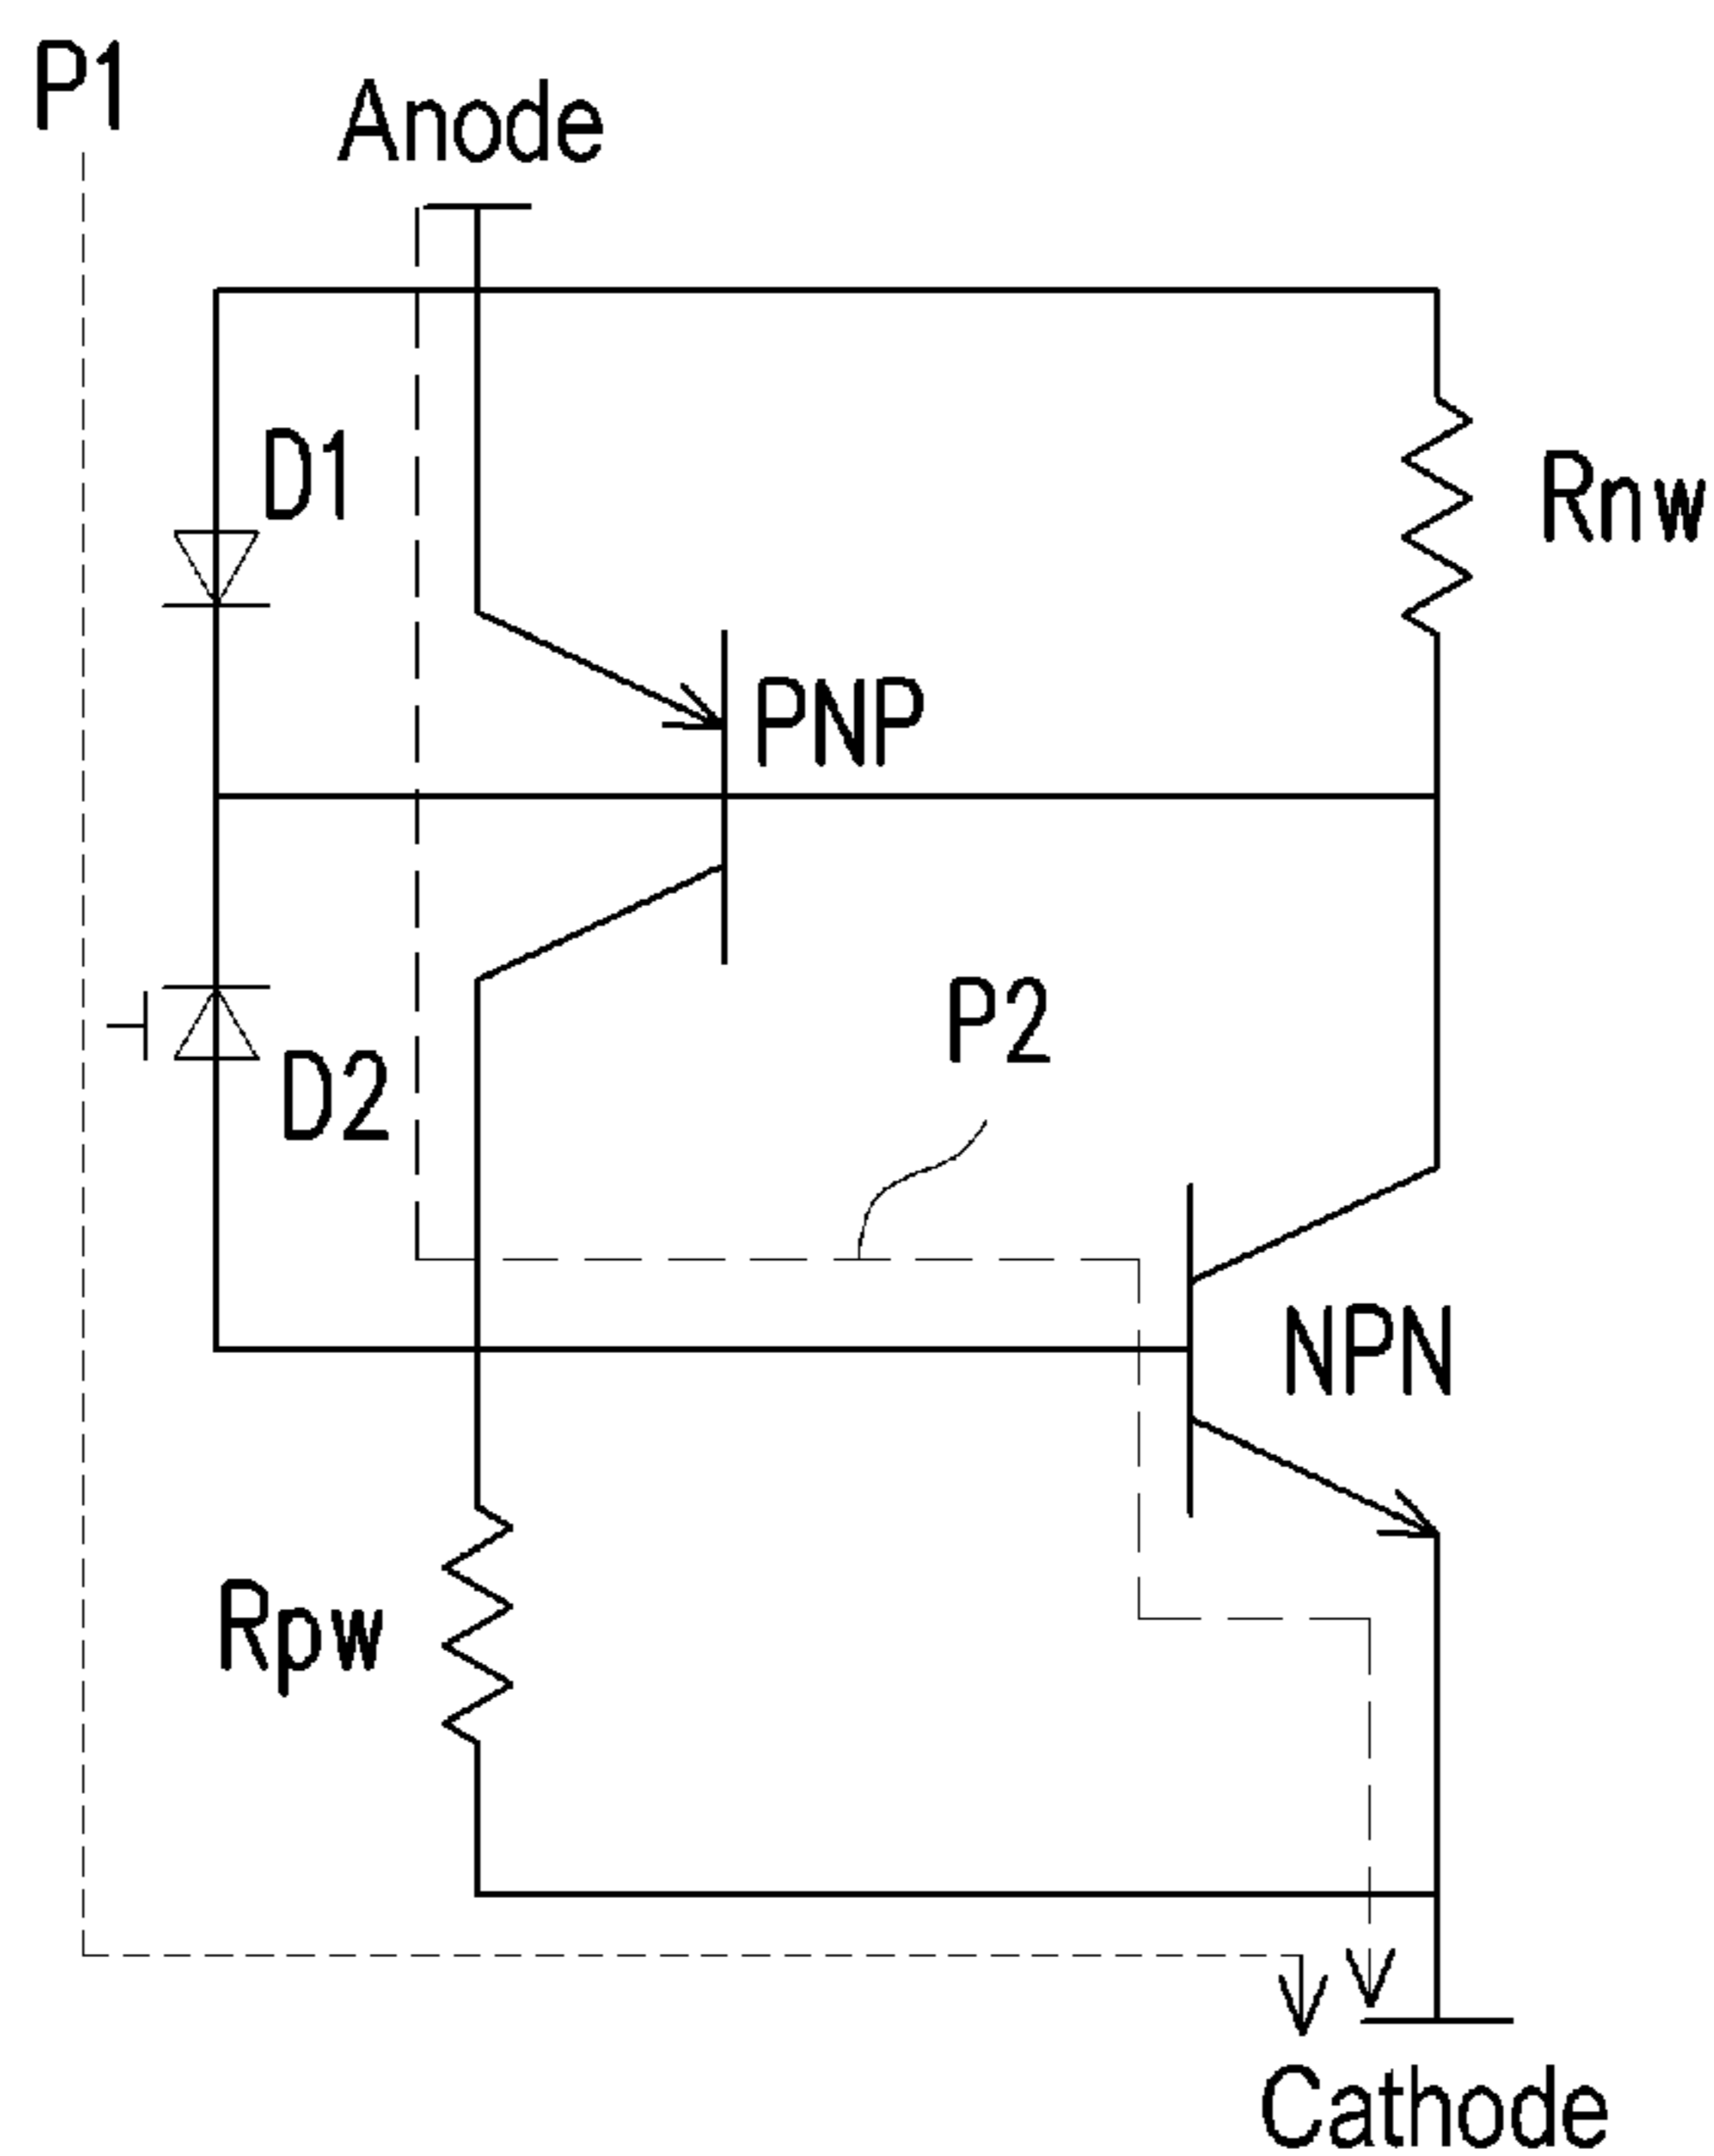 P1
Anode
D1
Rnw
PNP
P2
D2
NPN
Rpw
Cathode